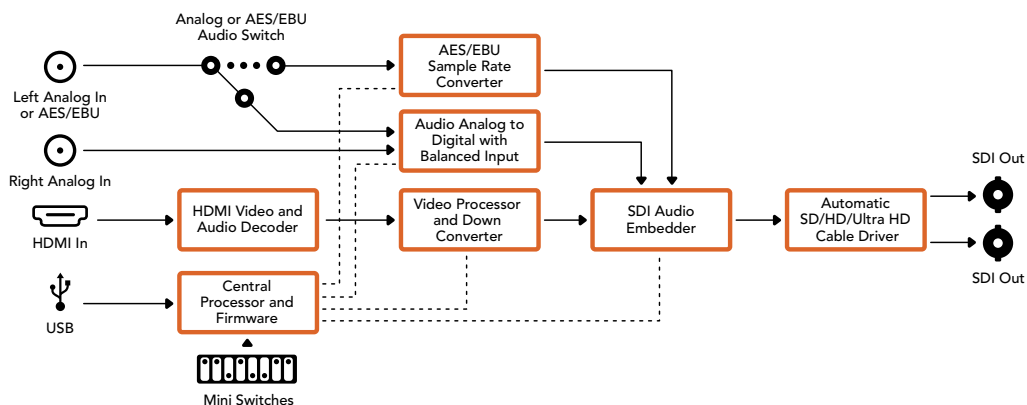 Analog or AES/EBU
Audio Switch
Left Analog In
or AES/EBU
AES/EBU
Sample Rate
Converter
Audio Analog to
Digital with
Balanced Input
Right Analog In
HDMI In
HDMI Video and
Audio Decoder
Video Processor
and Down
Converter
SDI Audio
Embedder
Automatic
SD/HD/Ultra HD
Cable Driver
SDI Out
SDI Out
USB
Central
Processor and
Firmware
Mini Switches